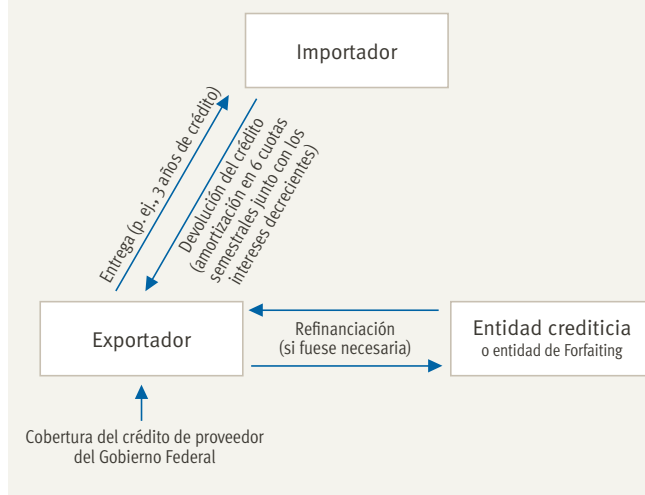 Importador
Entrega (p. ej., 3 años de crédito)
Devolución del crédito
(amortización en 6 cuotas
semestrales junto con los
intereses decrecientes)
Exportador
Refinanciación
(si fuese necesaria)
Entidad crediticia
o entidad de Forfaiting
Cobertura del crédito de proveedor
del Gobierno Federal